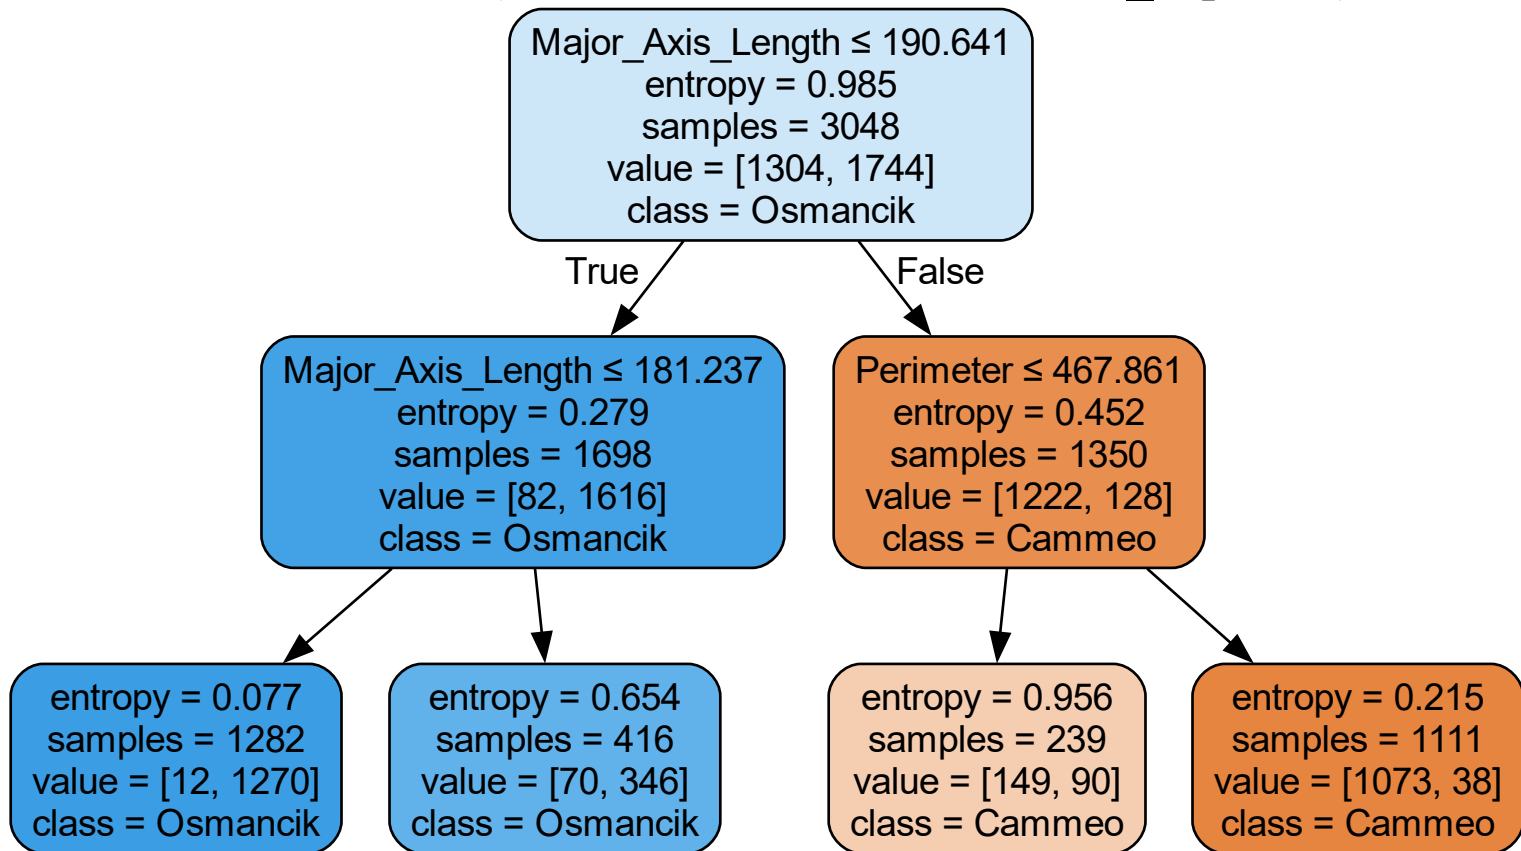 Major_Axis_Length ≤ 190.641
entropy = 0.985
samples = 3048
value = [1304, 1744]
class = Osmancik
True
False
Major_Axis_Length ≤ 181.237
entropy = 0.279
samples = 1698
value = [82, 1616]
class = Osmancik
Perimeter ≤ 467.861
entropy = 0.452
samples = 1350
value = [1222, 128]
class = Cammeo
entropy = 0.077
samples = 1282
value = [12, 1270]
class = Osmancik
entropy = 0.654
samples = 416
value = [70, 346]
class = Osmancik
entropy = 0.956
samples = 239
value = [149, 90]
class = Cammeo
entropy = 0.215
samples = 1111
value = [1073, 38]
class = Cammeo